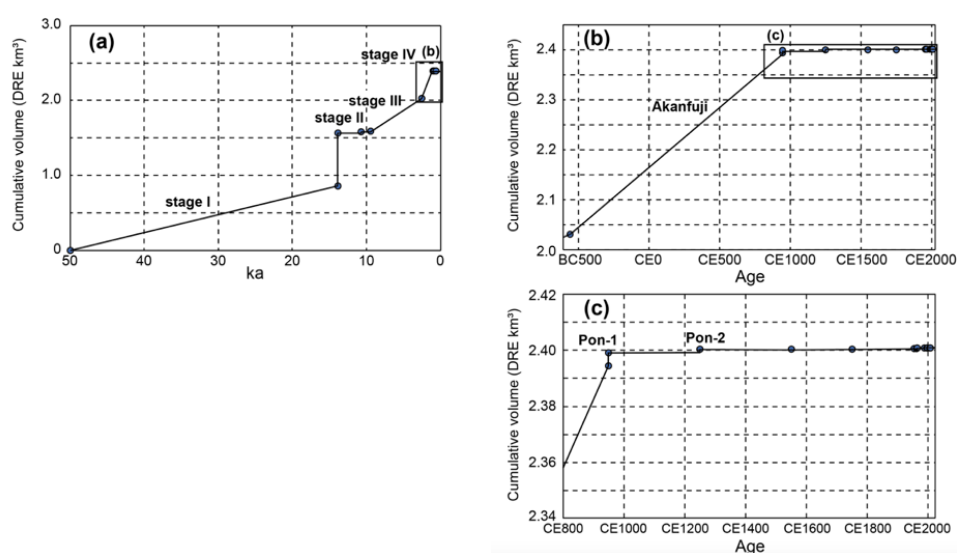 (a)
Cumulative volume (DRE km³)
3.0
2.0
1.0
0
stage IV
(b)
stage III
stage II
stage I
50
40
30
20
10
0
ka
(b)
(c)
Cumulative volume (DRE km³)
2.4
2.3
2.2
2.1
2.0
Akanfuji
BC500
CE0
CE500
CE1000
CE1500
CE2000
Age
(c)
Cumulative volume (DRE km³)
2.42
2.40
2.38
2.36
2.34
Pon-1
Pon-2
CE800
CE1000
CE1200
CE1400
CE1600
CE1800
CE2000
Age